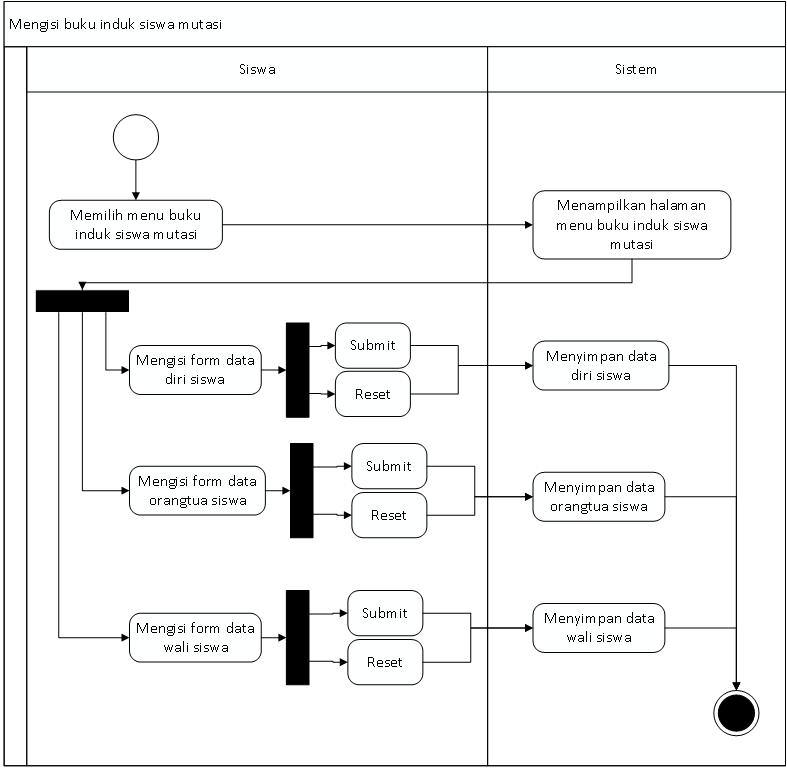 Mengisi buku induk siswa mutasi
Siswa
Sistem
Memilih menu buku
induk siswa mutasi
Menampilkan halaman
menu buku induk siswa
mutasi
Mengisi form data
diri siswa
Submit
Reset
Menyimpan data
diri siswa
Mengisi form data
orangtua siswa
Submit
Reset
Menyimpan data
orangtua siswa
Mengisi form data
wali siswa
Submit
Reset
Menyimpan data
wali siswa